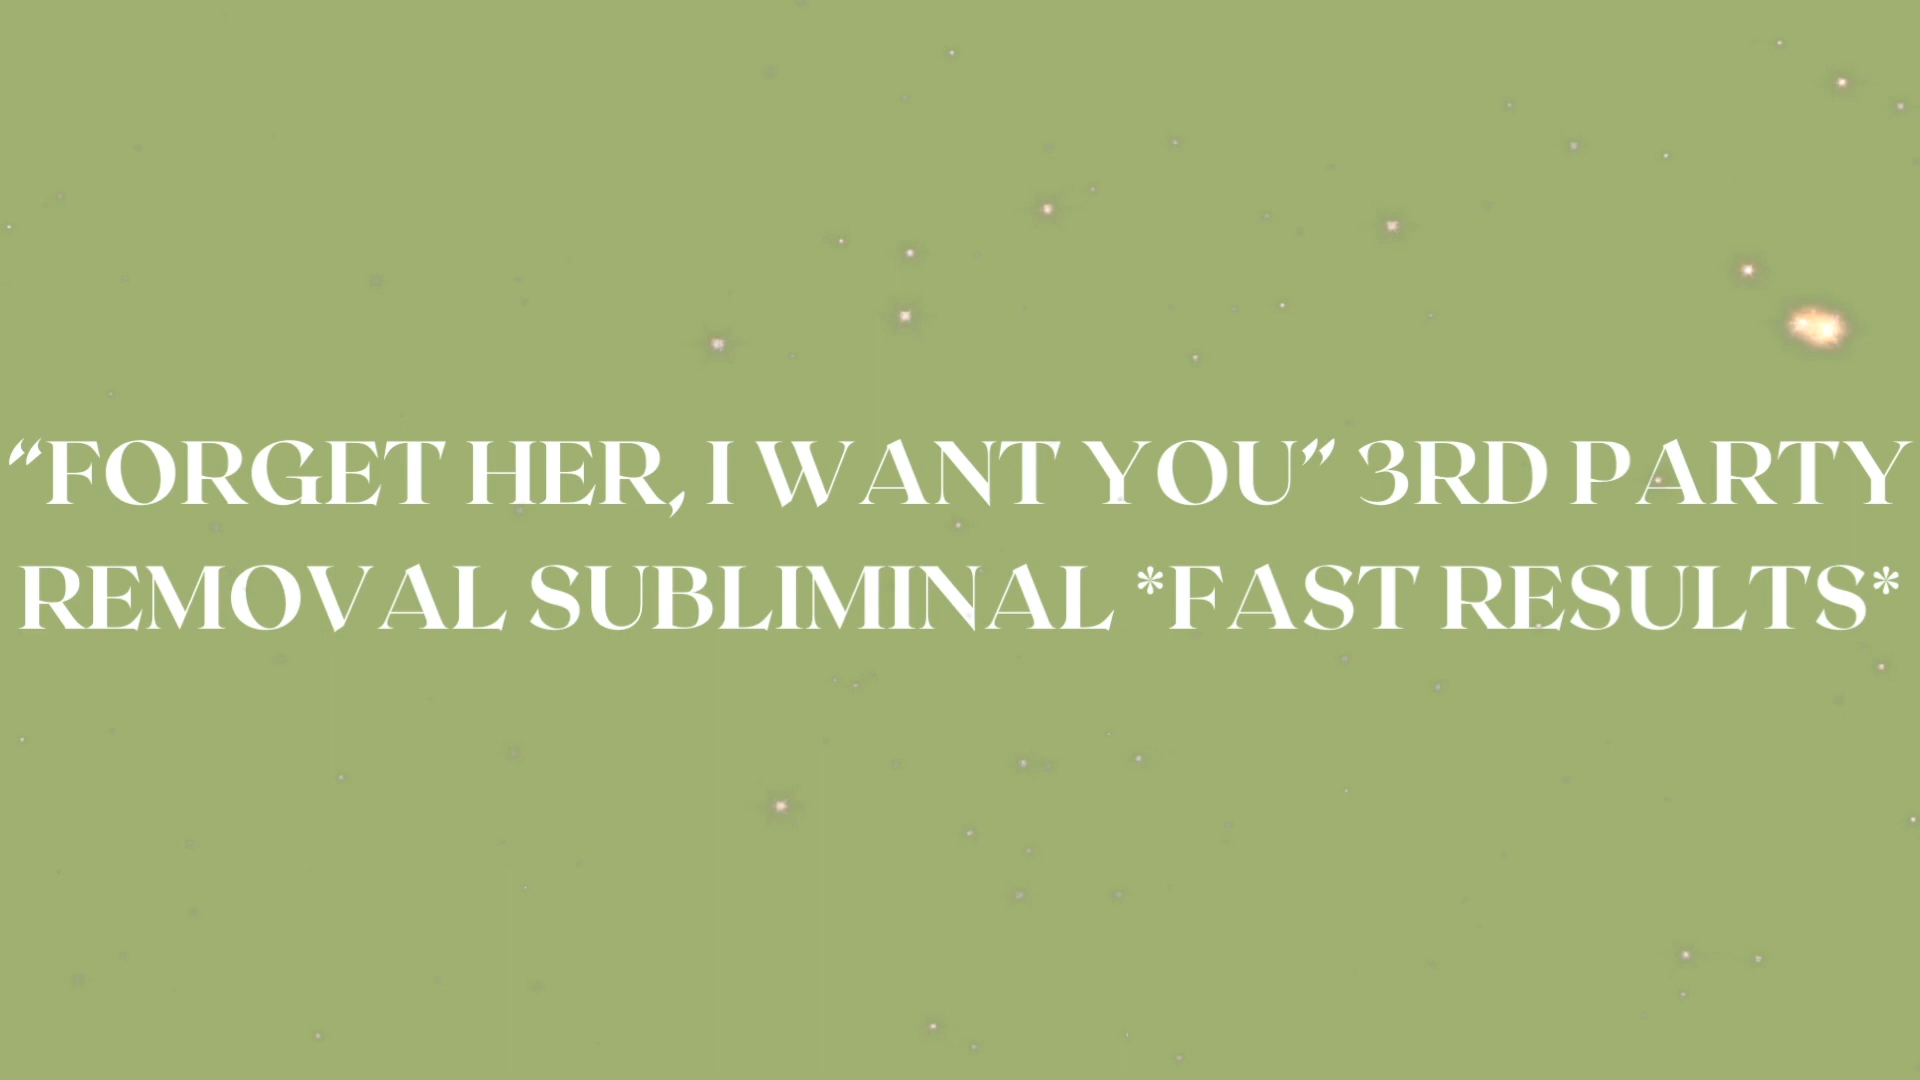 “FORGET HER, I WANT YOU” 3RD PARTY
REMOVAL SUBLIMINAL *FAST RESULTS*